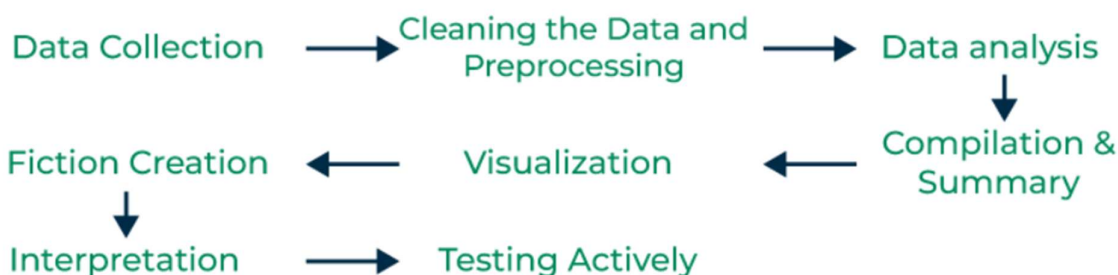 Data Collection
Cleaning the Data and
Preprocessing
Data analysis
Compilation &
Summary
Visualization
Fiction Creation
Interpretation
Testing Actively